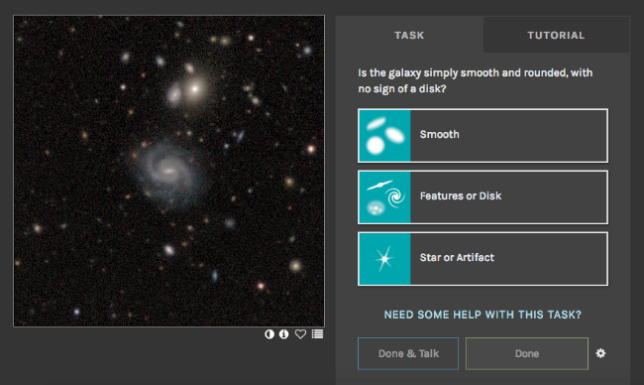 TASK
TUTORIAL
Is the galaxy simply smooth and rounded, with
no sign of a disk?
Smooth
Features or Disk
Star or Artifact
NEED SOME HELP WITH THIS TASK?
Done & Talk
Done